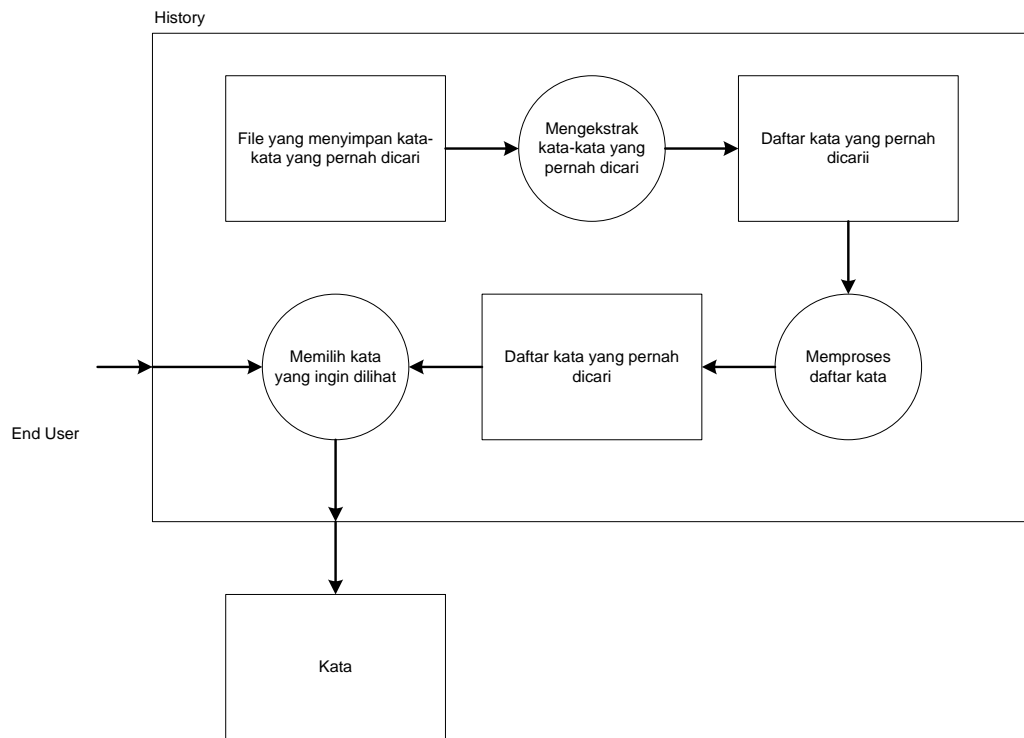 History
File yang menyimpan kata-
kata yang pernah dicari
Mengekstrak
kata-kata yang
pernah dicari
Daftar kata yang pernah
dicarii
Memilih kata
yang ingin dilihat
Daftar kata yang pernah
dicari
Memproses
daftar kata
End User
Kata